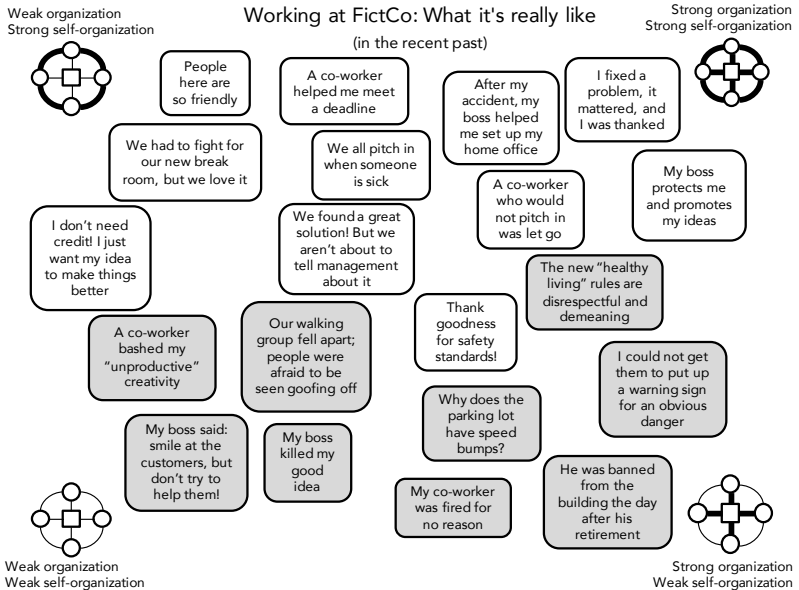 Weak organization
Strong self-organization
Working at FictCo: What it's really like
(in the recent past)
Strong organization
Strong self-organization
People
here are
so friendly
A co-worker
helped me meet
a deadline
After my
accident, my
boss helped
me set up my
home office
I fixed a
problem, it
mattered, and
I was thanked
We had to fight for
our new break
room, but we love it
We all pitch in
when someone
is sick
A co-worker
who would
not pitch in
was let go
My boss
protects me
and promotes
my ideas
I don't need
credit! I just
want my idea
to make things
better
We found a great
solution! But we
aren't about to
tell management
about it
The new "healthy
living" rules are
disrespectful and
demeaning
A co-worker
bashed my
"unproductive"
creativity
Our walking
group fell apart;
people were
afraid to be
seen goofing off
Thank
goodness
for safety
standards!
I could not get
them to put up
a warning sign
for an obvious
danger
My boss said:
smile at the
customers, but
don't try to
help them!
My boss
killed my
good
idea
Why does the
parking lot
have speed
bumps?
My co-worker
was fired for
no reason
He was banned
from the
building the day
after his
retirement
Weak organization
Weak self-organization
Strong organization
Weak self-organization